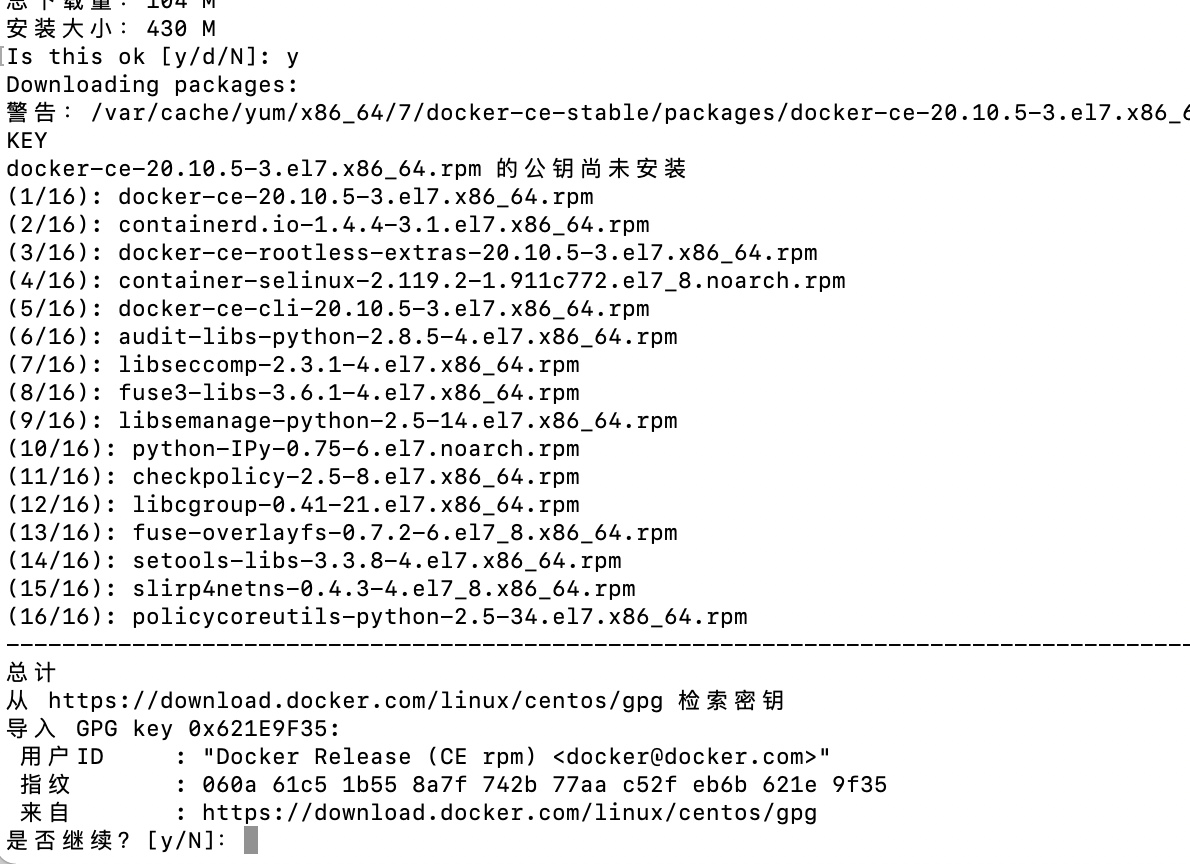 总下载量：104 M
安装大小：430 M
Is this ok [y/d/N]: y
Downloading packages:
警告：/var/cache/yum/x86_64/7/docker-ce-stable/packages/docker-ce-20.10.5-3.el7.x86_6
KEY
docker-ce-20.10.5-3.el7.x86_64.rpm 的公钥尚未安装
(1/16): docker-ce-20.10.5-3.el7.x86_64.rpm
(2/16): containerd.io-1.4.4-3.1.el7.x86_64.rpm
(3/16): docker-ce-rootless-extras-20.10.5-3.el7.x86_64.rpm
(4/16): container-selinux-2.119.2-1.911c772.el7_8.noarch.rpm
(5/16): docker-ce-cli-20.10.5-3.el7.x86_64.rpm
(6/16): audit-libs-python-2.8.5-4.el7.x86_64.rpm
(7/16): libseccomp-2.3.1-4.el7.x86_64.rpm
(8/16): fuse3-libs-3.6.1-4.el7.x86_64.rpm
(9/16): libsemanage-python-2.5-14.el7.x86_64.rpm
(10/16): python-IPy-0.75-6.el7.noarch.rpm
(11/16): checkpolicy-2.5-8.el7.x86_64.rpm
(12/16): libcgroup-0.41-21.el7.x86_64.rpm
(13/16): fuse-overlayfs-0.7.2-6.el7_8.x86_64.rpm
(14/16): setools-libs-3.3.8-4.el7.x86_64.rpm
(15/16): slirp4netns-0.4.3-4.el7_8.x86_64.rpm
(16/16): policycoreutils-python-2.5-34.el7.x86_64.rpm
--------------------------------------------------------------------------------
总计
从 https://download.docker.com/linux/centos/gpg 检索密钥
导入 GPG key 0x621E9F35:
用户ID : "Docker Release (CE rpm) <docker@docker.com>"
指纹 : 060a 61c5 1b55 8a7f 742b 77aa c52f eb6b 621e 9f35
来自 : https://download.docker.com/linux/centos/gpg
是否继续？[y/N]：